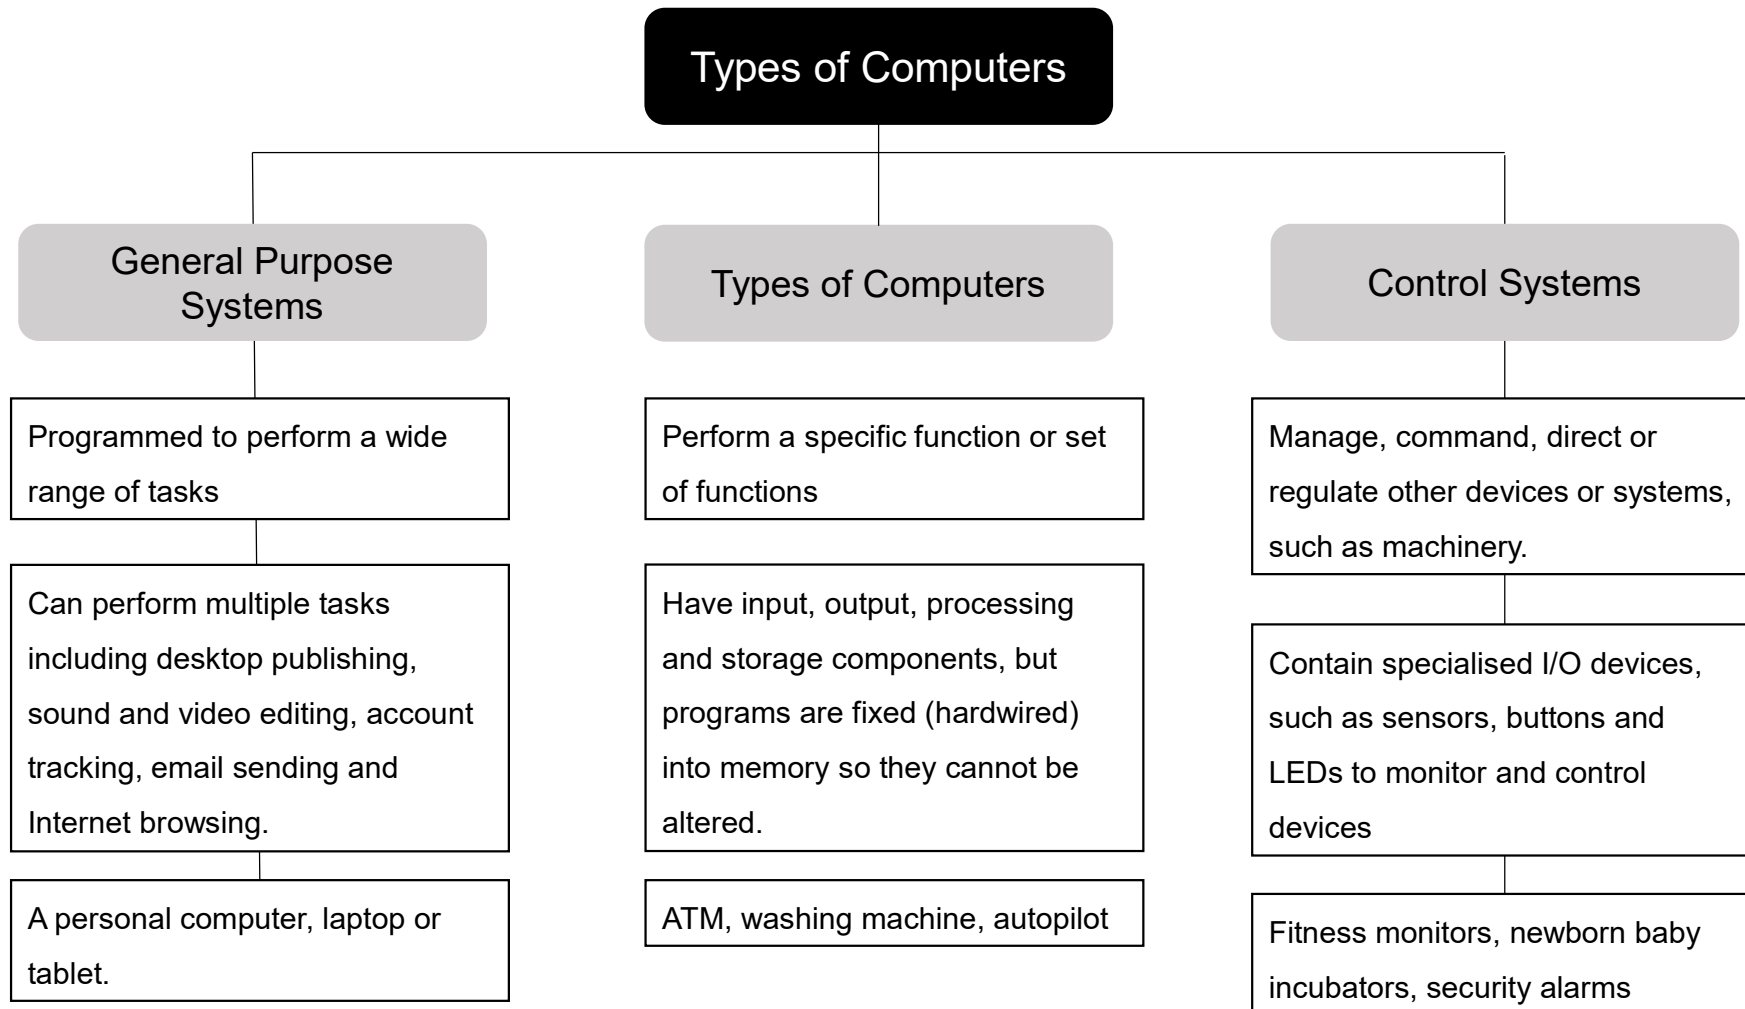 Types of Computers
General Purpose
Systems
Programmed to perform a wide
range of tasks
Can perform multiple tasks
including desktop publishing,
sound and video editing, account
tracking, email sending and
Internet browsing.
A personal computer, laptop or
tablet.
Types of Computers
Perform a specific function or set
of functions
Have input, output, processing
and storage components, but
programs are fixed (hardwired)
into memory so they cannot be
altered.
ATM, washing machine, autopilot
Control Systems
Manage, command, direct or
regulate other devices or systems,
such as machinery.
Contain specialised I/O devices,
such as sensors, buttons and
LEDs to monitor and control
devices
Fitness monitors, newborn baby
incubators, security alarms